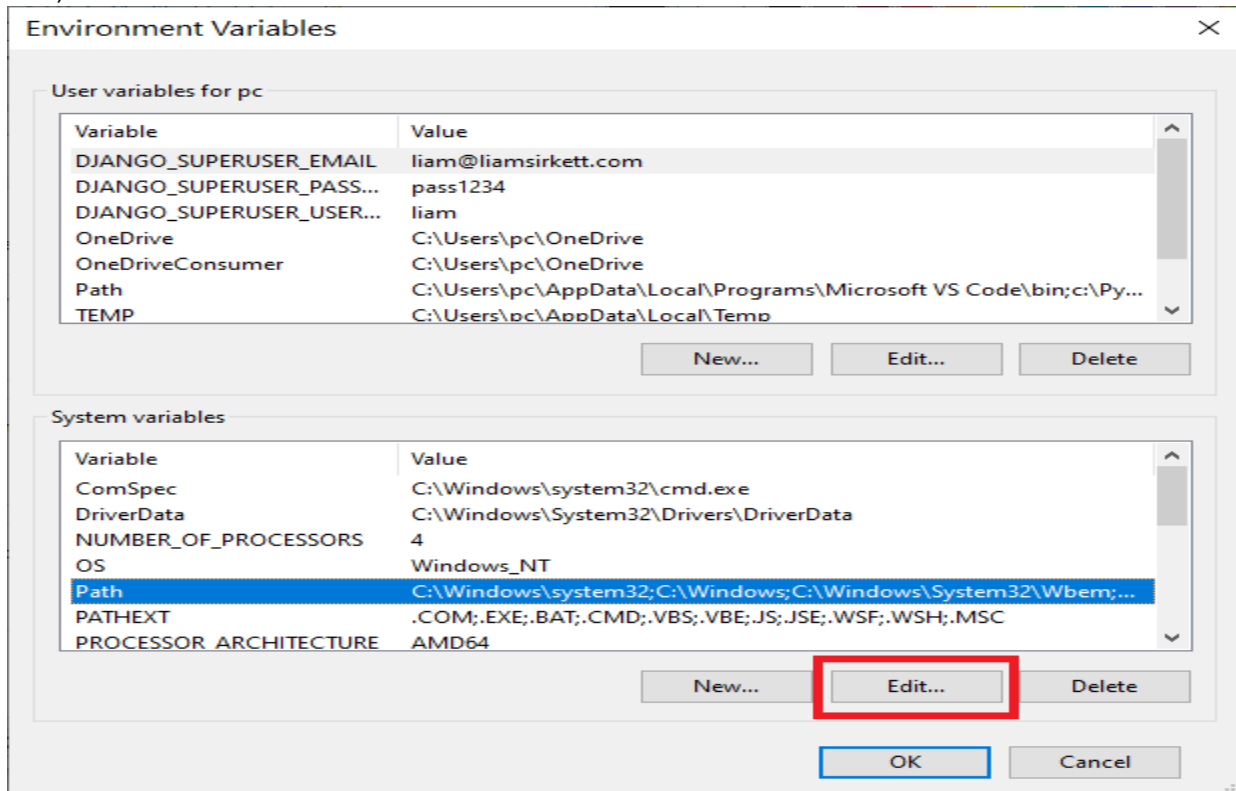 Environment Variables
User variables for pc
Variable Value
DJANGO_SUPERUSER_EMAIL liam@liamsirkett.com
DJANGO_SUPERUSER_PASS... pass1234
DJANGO_SUPERUSER_USER... liam
OneDrive C:\Users\pc\OneDrive
OneDriveConsumer C:\Users\pc\OneDrive
Path C:\Users\pc\AppData\Local\Programs\Microsoft VS Code\bin;c:\Py...
TEMP C:\Users\pc\AppData\Local\Temp
New... Edit... Delete
System variables
Variable Value
ComSpec C:\Windows\system32\cmd.exe
DriverData C:\Windows\System32\Drivers\DriverData
NUMBER_OF_PROCESSORS 4
OS Windows_NT
Path C:\Windows\system32;C:\Windows;C:\Windows\System32\Wbem;...
PATHEXT .COM;.EXE;.BAT;.CMD;.VBS;.VBE;.JS;.JSE;.WSF;.WSH;.MSC
PROCESSOR_ARCHITECTURE AMD64
New... Edit... Delete
OK Cancel